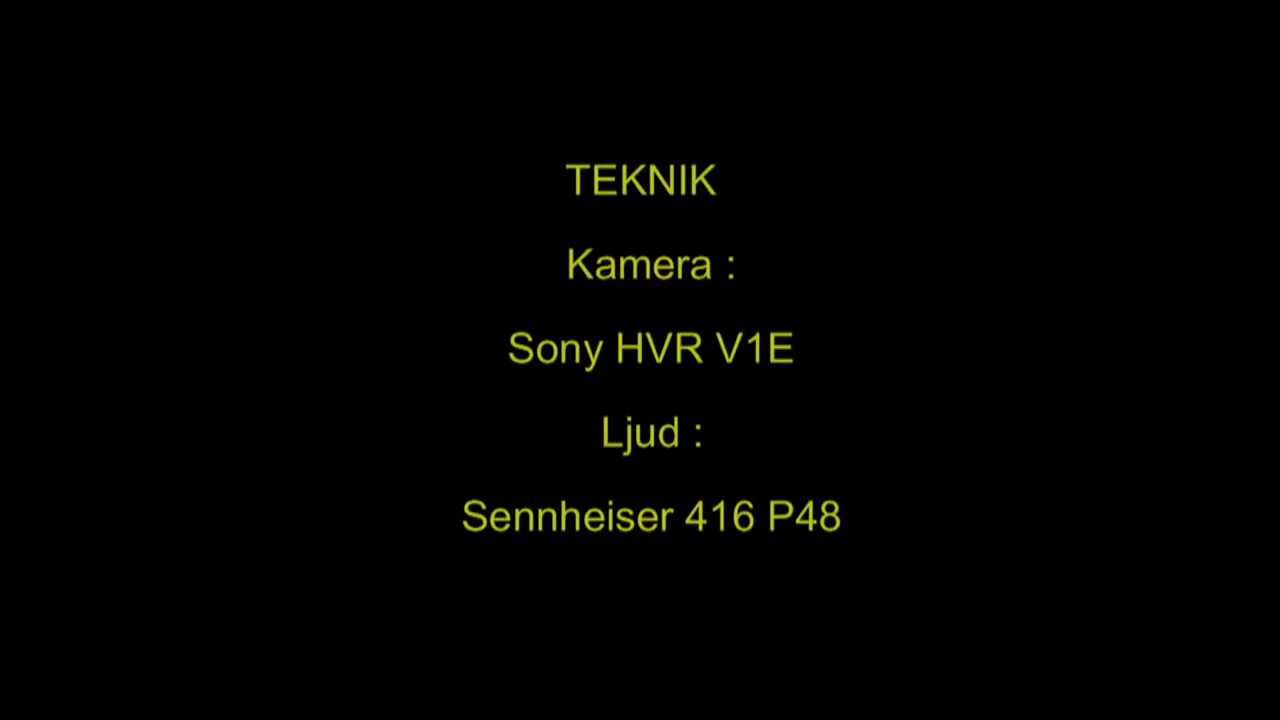 TEKNIK
Kamera :
Sony HVR V1E
Ljud :
Sennheiser 416 P48